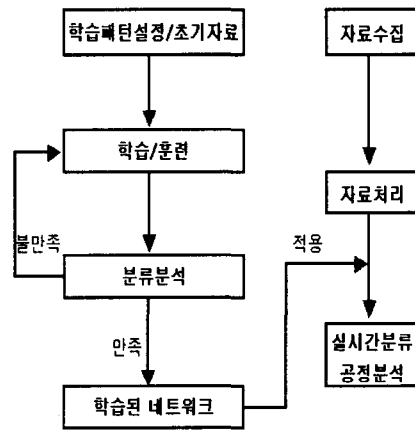 학습패턴설정/초기자료
자료수집
학습/훈련
자료처리
불만족
적용
분류분석
만족
실시간분류
공정분석
학습된 네트워크